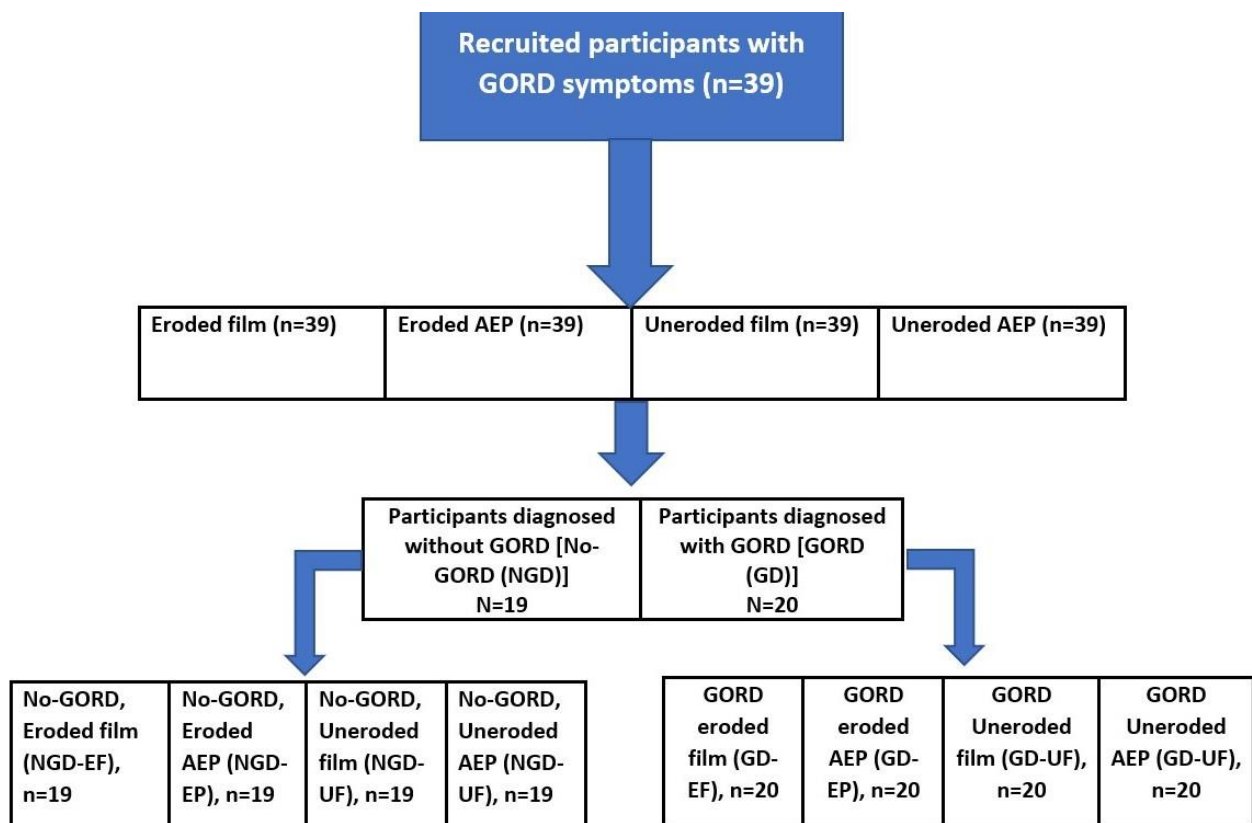 Recruited participants with
GORD symptoms (n=39)
Eroded film (n=39)
Eroded AEP (n=39)
Uneroded film (n=39)
Uneroded AEP (n=39)
Participants diagnosed
without GORD [No-
GORD (NGD)]
N=19
Participants diagnosed
with GORD [GORD
(GD)]
N=20
No-GORD,
Eroded film
(NGD-EF),
n=19
No-GORD,
Eroded
AEP (NGD-
EP), n=19
No-GORD,
Uneroded
film (NGD-
UF), n=19
No-GORD,
Uneroded
AEP (NGD-
UF), n=19
GORD
eroded
film (GD-
EF), n=20
GORD
eroded
AEP (GD-
EP), n=20
GORD
Uneroded
film (GD-UF),
n=20
GORD
Uneroded
AEP (GD-UF),
n=20